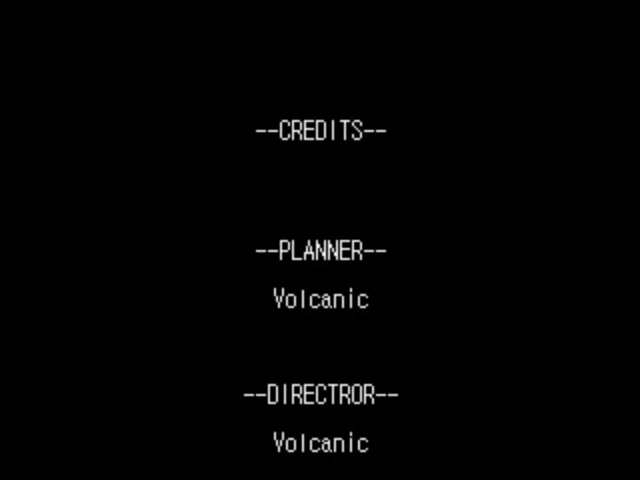 --CREDITS--
--PLANNER--
Volcanic
--DIRECTROR--
Volcanic